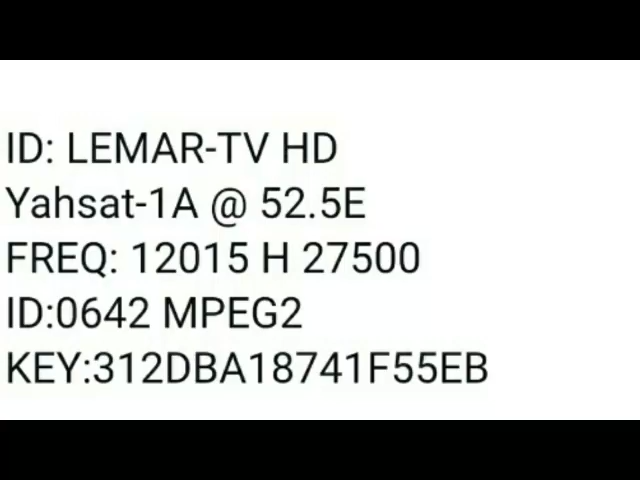 ID: LEMAR-TV HD
Yahsat-1A @ 52.5E
FREQ: 12015 H 27500
ID:0642 MPEG2
KEY:312DBA18741F55EB